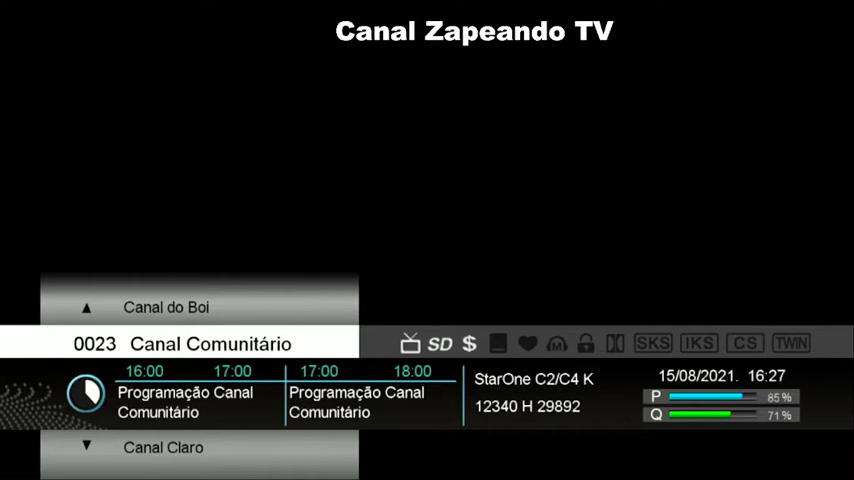 Canal Zapeando TV
Canal do Boi
0023 Canal Comunitário
SD $ SKS IKS CS TWIN
16:00 17:00 17:00 18:00
Programação Canal Comunitário
Programação Canal Comunitário
StarOne C2/C4 K
12340 H 29892
15/08/2021. 16:27
P 85%
Q 71%
Canal Claro